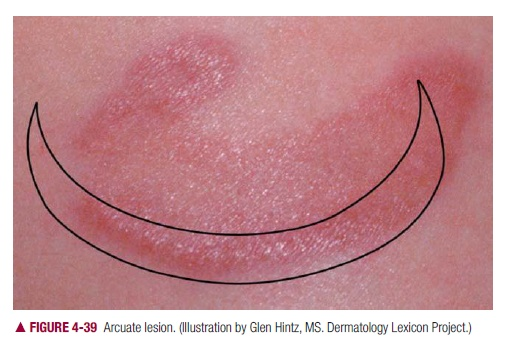 ▲ FIGURE 4-39 Arcuate lesion. (Illustration by Glen Hintz, MS. Dermatology Lexicon Project.)